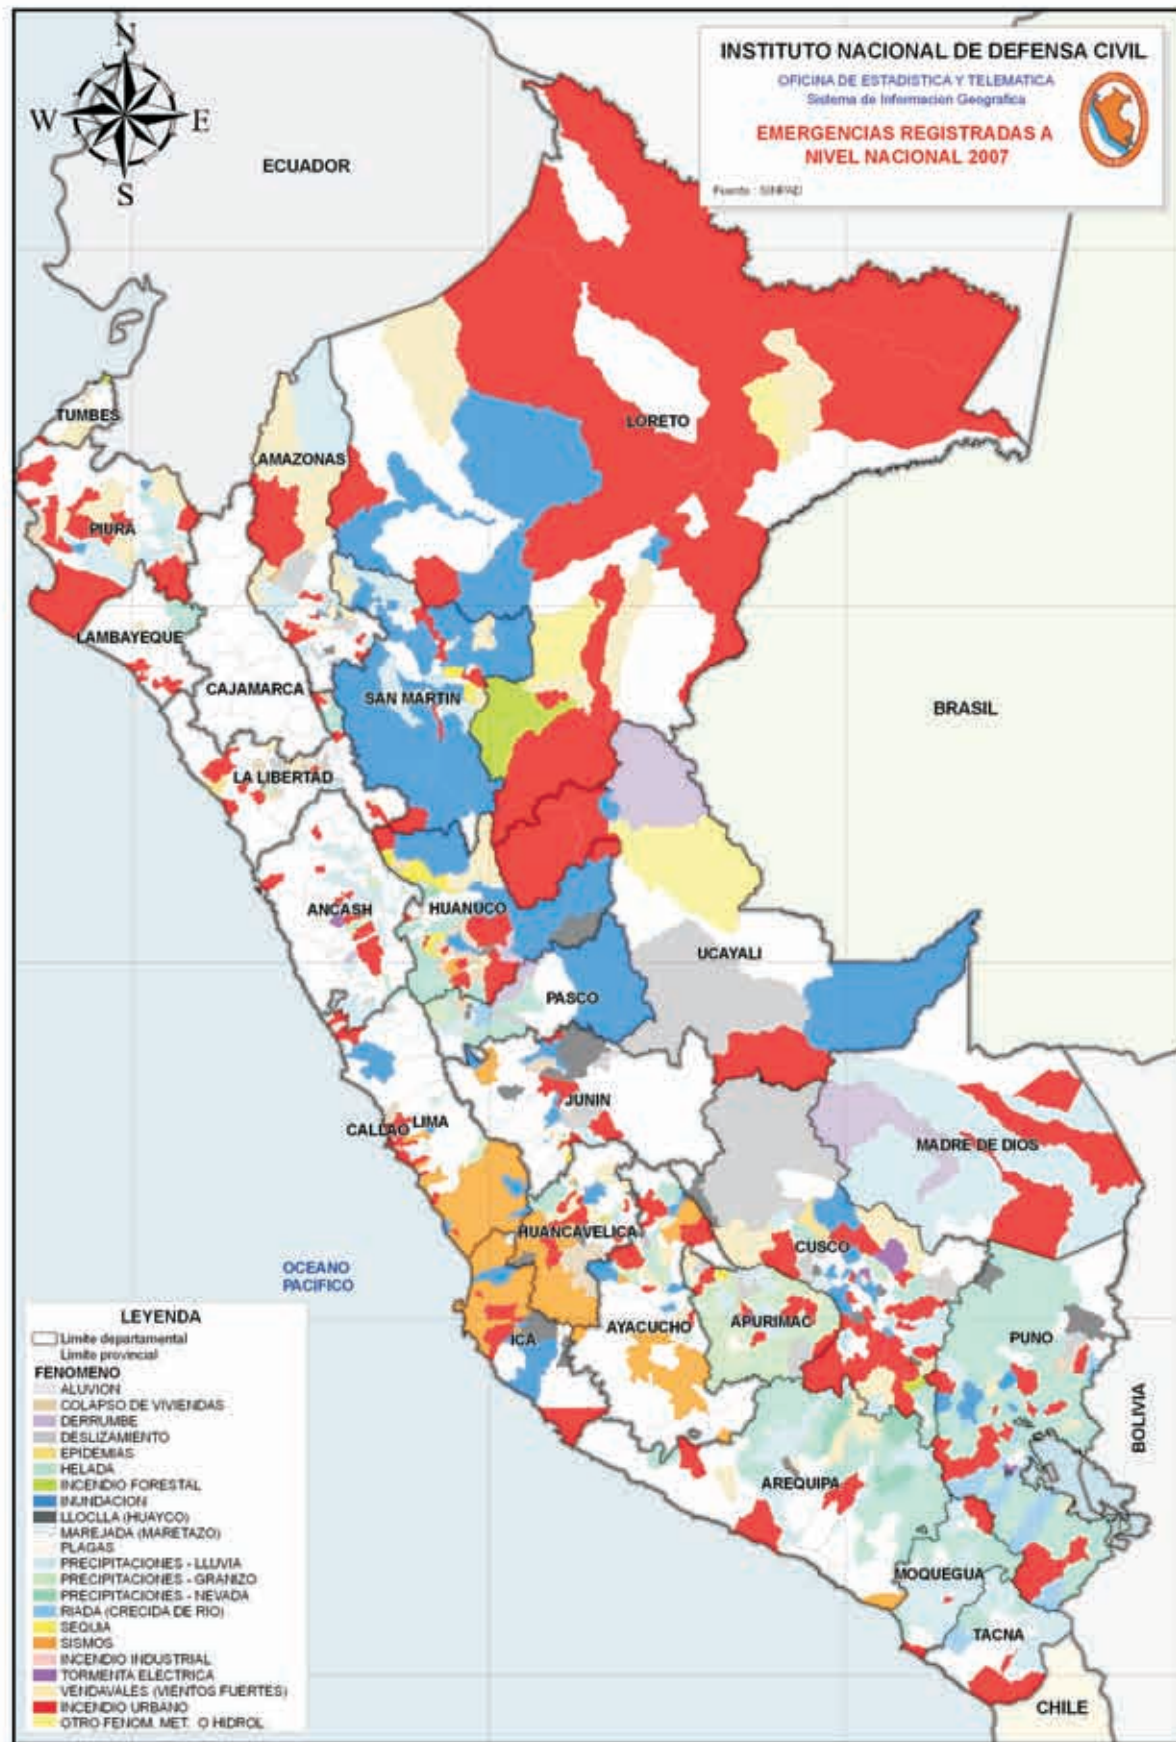 INSTITUTO NACIONAL DE DEFENSA CIVIL
OFICINA DE ESTADISTICA Y TELEMATICA
Sistema de Informacion Geografica
EMERGENCIAS REGISTRADAS A
NIVEL NACIONAL 2007
Fuente : SINPAD
N
W
E
S
ECUADOR
TUMBES
LORETO
AMAZONAS
PIURA
LAMBAYEQUE
CAJAMARCA
SAN MARTIN
BRASIL
LA LIBERTAD
ANCASH
HUANUCO
UCAYALI
PASCO
JUNIN
CALLAO
LIMA
MADRE DE DIOS
HUANCAVELICA
CUSCO
OCEANO
PACIFICO
ICA
AYACUCHO
APURIMAC
PUNO
BOLIVIA
AREQUIPA
MOQUEGUA
TACNA
CHILE
LEYENDA
Limite departamental
Limite provincial
FENOMENO
ALUVION
COLAPSO DE VIVIENDAS
DERRUMBE
DESLIZAMIENTO
EPIDEMIAS
HELADA
INCENDIO FORESTAL
INUNDACION
LLOCLLA (HUAYCO)
MAREJADA (MARETAZO)
PLAGAS
PRECIPITACIONES - LLUVIA
PRECIPITACIONES - GRANIZO
PRECIPITACIONES - NEVADA
RIADA (CRECIDA DE RIO)
SEQUIA
SISMOS
INCENDIO INDUSTRIAL
TORMENTA ELECTRICA
VENDAVALES (VIENTOS FUERTES)
INCENDIO URBANO
OTRO FENOM. MET. O HIDROL